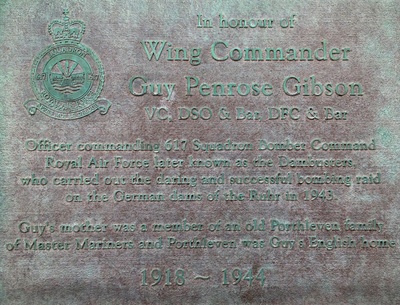 In honour of
Wing Commander
Guy Penrose Gibson
VC, DSO & Bar DFC & Bar
Officer commanding 617 Squadron Bomber Command
Royal Air Force later known as the Dambusters,
who carried out the daring and successful bombing raid
on the German dams of the Ruhr in 1943.
Guy's mother was a member of an old Porthleven family
of Master Mariners and Porthleven was Guy's English home
1918 ~ 1944